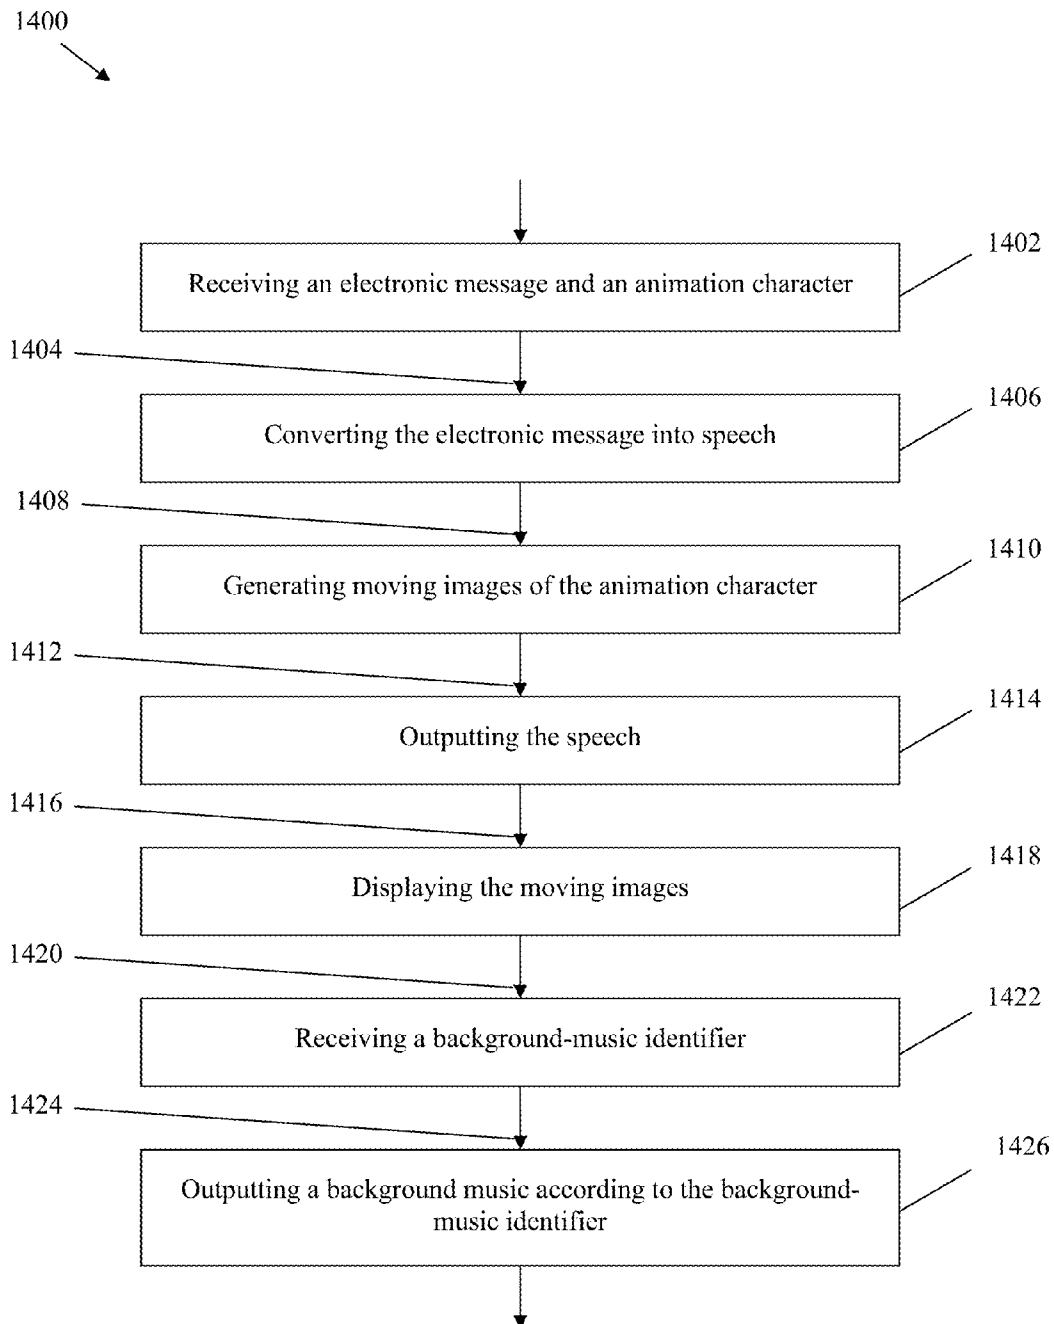 1400
1402
Receiving an electronic message and an animation character
1404
1406
Converting the electronic message into speech
1408
1410
Generating moving images of the animation character
1412
1414
Outputting the speech
1416
1418
Displaying the moving images
1420
1422
Receiving a background-music identifier
1424
1426
Outputting a background music according to the background-
music identifier